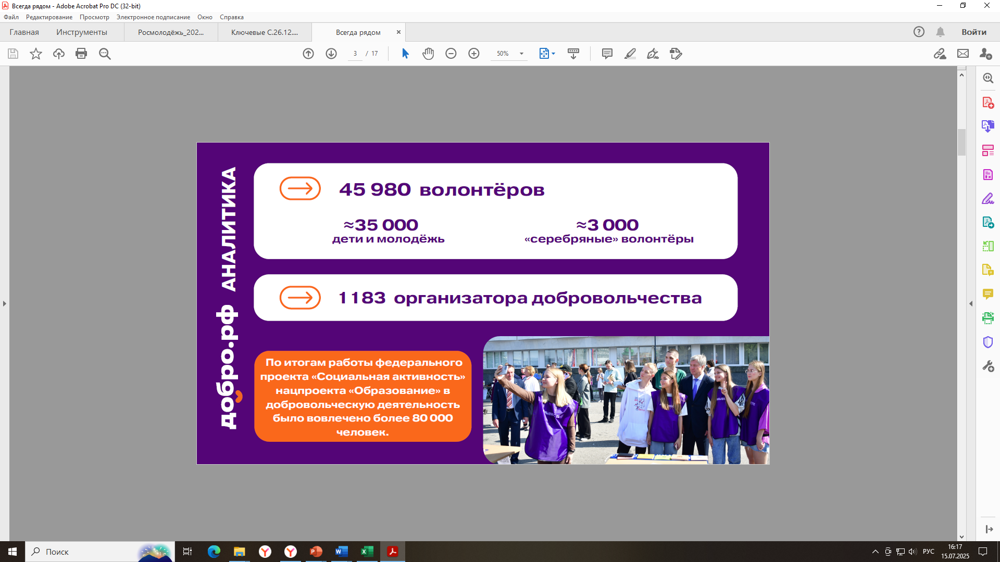 Всегда рядом - Adobe Acrobat Pro DC (32-bit)
Файл Редактирование Просмотр Электронное подписание Окно Справка
Главная Инструменты Росмолодёжь_202... Ключевые С.26.12.... Всегда рядом Войти
3 / 17 50%
добро.рф АНАЛИТИКА
45 980 волонтёров
≈35 000 ≈3 000
дети и молодёжь «серебряные» волонтёры
1183 организатора добровольчества
По итогам работы федерального
проекта «Социальная активность»
нацпроекта «Образование» в
добровольческую деятельность
было вовлечено более 80 000
человек.
Поиск
РУС
16:17
15.07.2025